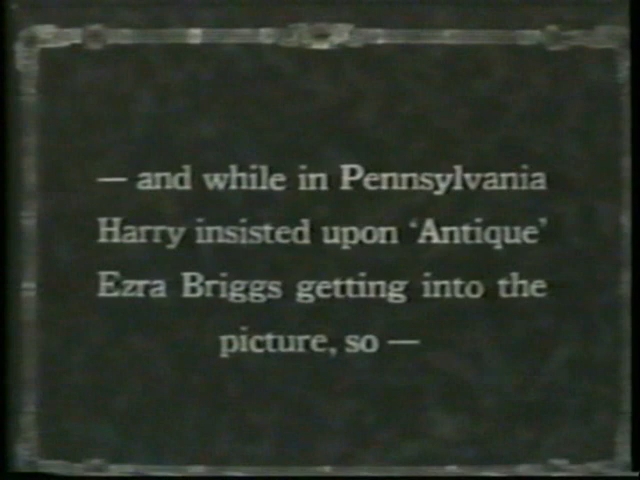 — and while in Pennsylvania
Harry insisted upon ‘Antique’
Ezra Briggs getting into the
picture, so —